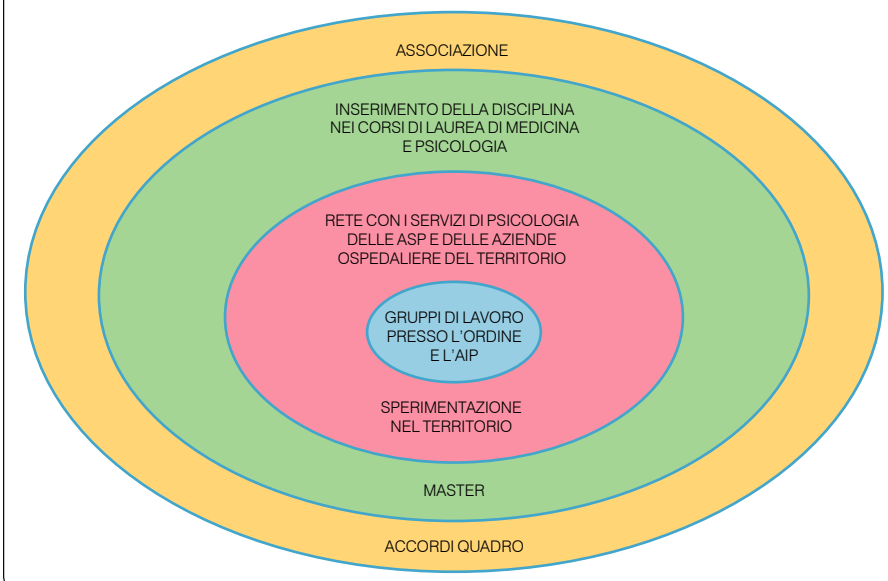 ASSOCIAZIONE
INSERIMENTO DELLA DISCIPLINA
NEI CORSI DI LAUREA DI MEDICINA
E PSICOLOGIA
RETE CON I SERVIZI DI PSICOLOGIA
DELLE ASP E DELLE AZIENDE
OSPEDALIERE DEL TERRITORIO
GRUPPI DI LAVORO
PRESSO L'ORDINE
E L'AIP
SPERIMENTAZIONE
NEL TERRITORIO
MASTER
ACCORDI QUADRO